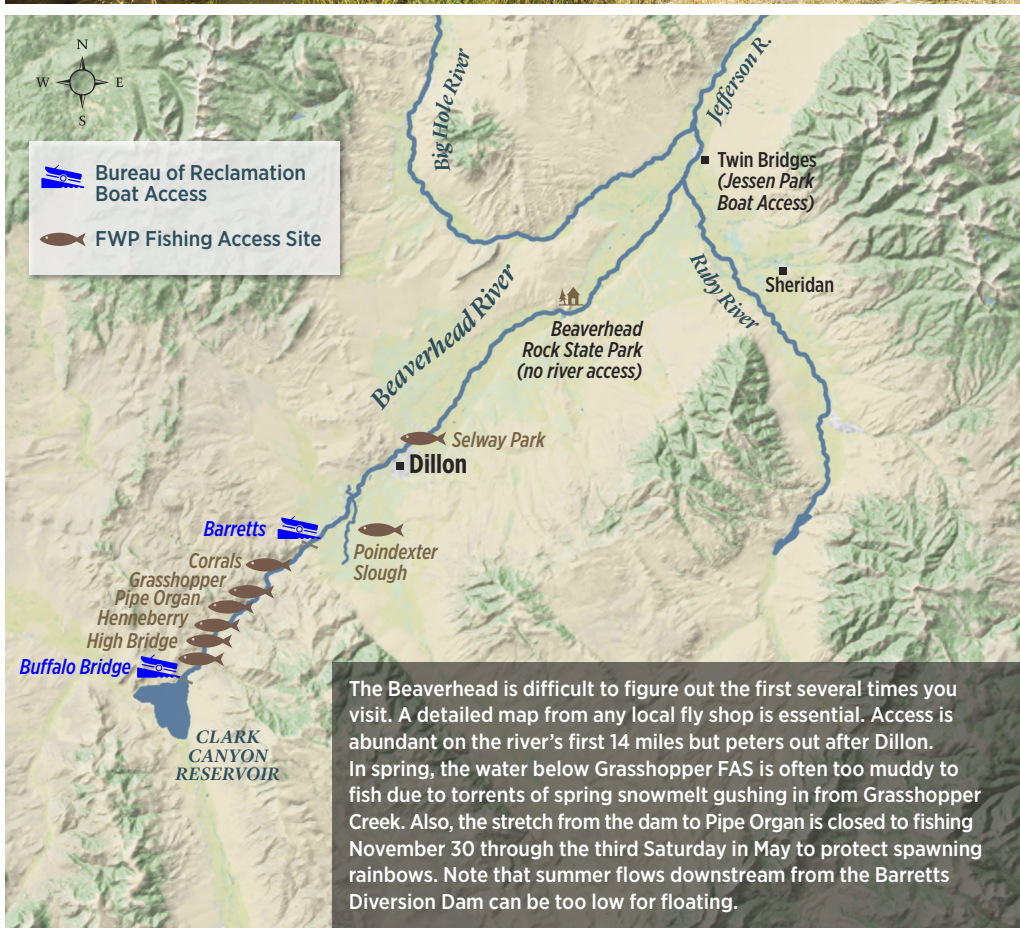 N
W E
S
Bureau of Reclamation
Boat Access
FWP Fishing Access Site
Big Hole River
Jefferson R.
Twin Bridges
(Jessen Park
Boat Access)
Ruby River
Sheridan
Beaverhead River
Beaverhead
Rock State Park
(no river access)
Selway Park
Dillon
Barretts
Poindexter
Slough
Corrals
Grasshopper
Pipe Organ
Henneberry
High Bridge
Buffalo Bridge
CLARK
CANYON
RESERVOIR
The Beaverhead is difficult to figure out the first several times you
visit. A detailed map from any local fly shop is essential. Access is
abundant on the river’s first 14 miles but peters out after Dillon.
In spring, the water below Grasshopper FAS is often too muddy to
fish due to torrents of spring snowmelt gushing in from Grasshopper
Creek. Also, the stretch from the dam to Pipe Organ is closed to fishing
November 30 through the third Saturday in May to protect spawning
rainbows. Note that summer flows downstream from the Barretts
Diversion Dam can be too low for floating.